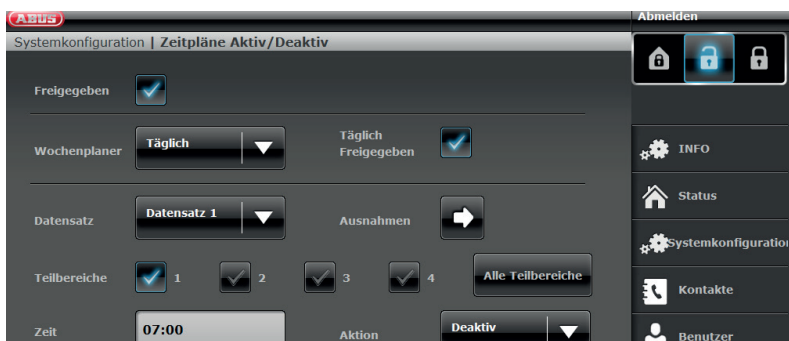 ABUS
Abmelden
Systemkonfiguration | Zeitpläne Aktiv/Deaktiv
Freigegeben
Wochenplaner
Täglich
Täglich
Freigegeben
Datensatz
Datensatz 1
Ausnahmen
Teilbereiche
1
2
3
4
Alle Teilbereiche
Zeit
07:00
Aktion
Deaktiv
INFO
Status
Systemkonfiguratio
Kontakte
Benutzer